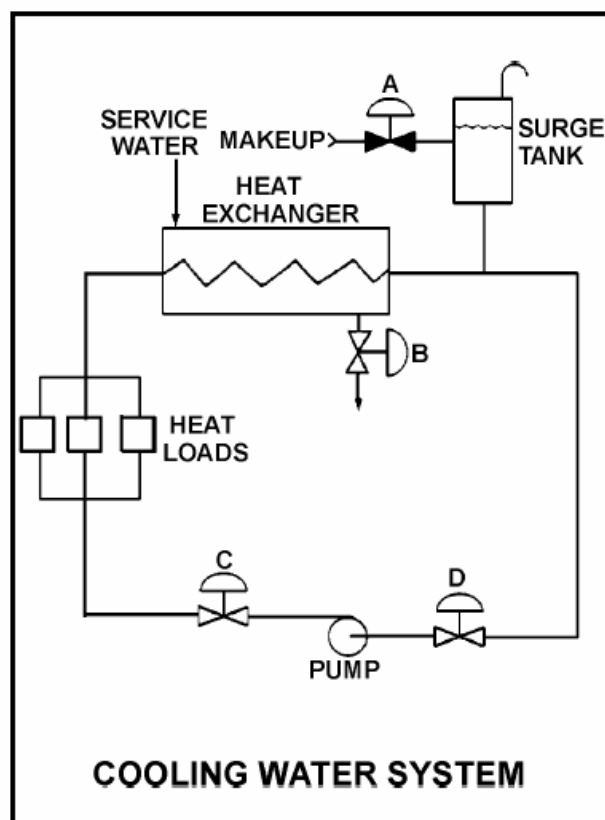 A
SERVICE
WATER
MAKEUP
SURGE
TANK
HEAT
EXCHANGER
B
HEAT
LOADS
C
D
PUMP
COOLING WATER SYSTEM